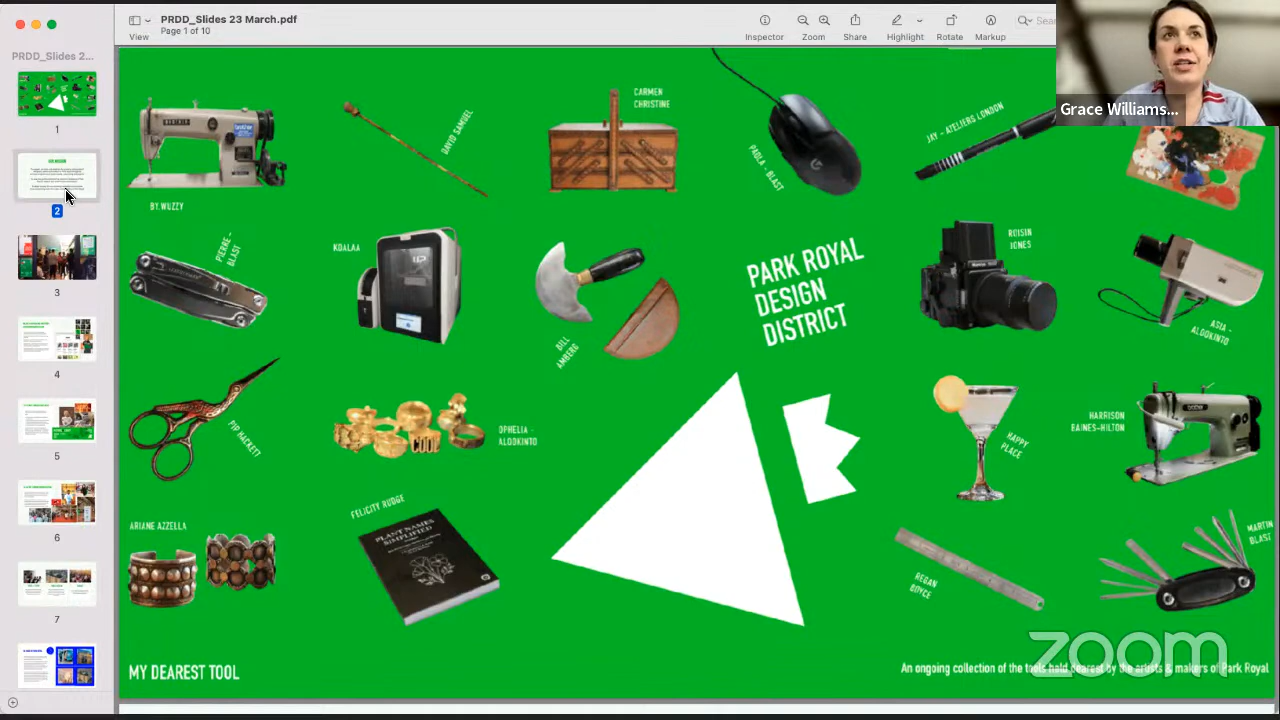 PRDD_Slides 23 March.pdf
Page 1 of 10
View
Inspector
Zoom
Share
Highlight
Rotate
Markup
Sear
PRDD_Slides 2...
1
2
3
4
5
6
7
Grace Williams...
BY.WUZZY
DAVID SAMUEL
CARMEN
CHRISTINE
PAOLA - BLAST
JAY - ATELIERS LONDON
PIERRE -
BLAST
KOALAA
BILL
AMBERG
PARK ROYAL
DESIGN
DISTRICT
ROISIN
JONES
ASIA -
ALOOKINTO
PIP HACKETT
OPHELIA -
ALOOKINTO
COOL
HAPPY
PLACE
HARRISON
BAINES-HILTON
ARIANE AZZELLA
FELICITY RUDGE
PLANT NAMES
SIMPLIFIED
REGAN
BOYCE
MARTIN
BLAST
MY DEAREST TOOL
An ongoing collection of the tools held dearest by the artists & makers of Park Royal
zoom